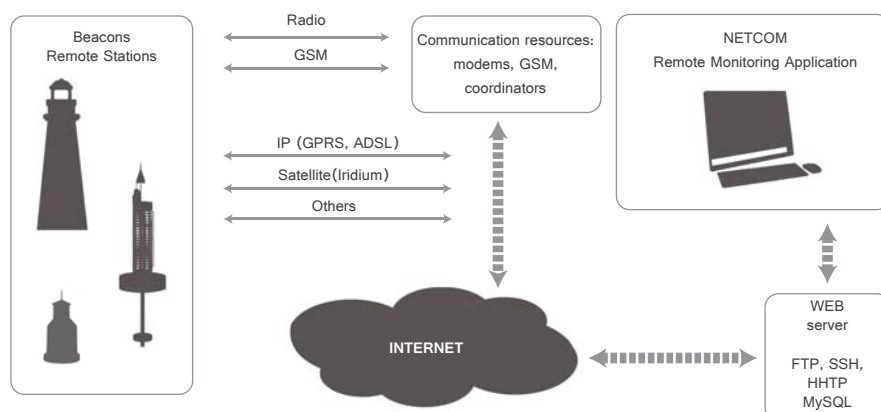 Beacons
Remote Stations
Radio
GSM
IP (GPRS, ADSL)
Satellite(Iridium)
Others
Communication resources:
modems, GSM,
coordinators
NETCOM
Remote Monitoring Application
INTERNET
WEB
server
FTP, SSH,
HHTP
MySQL